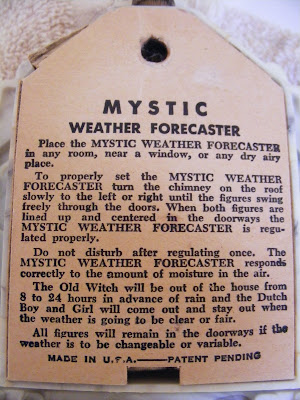 MYSTIC
WEATHER FORECASTER
Place the MYSTIC WEATHER FORECASTER
in any room, near a window, or any dry airy
place.
To properly set the MYSTIC WEATHER
FORECASTER turn the chimney on the roof
slowly to the left or right until the figures swing
freely through the doors. When both figures are
lined up and centered in the doorways the
MYSTIC WEATHER FORECASTER is regu-
lated properly.
Do not disturb after regulating once. The
MYSTIC WEATHER FORECASTER responds
correctly to the amount of moisture in the air.
The Old Witch will be out of the house from
8 to 24 hours in advance of rain and the Dutch
Boy and Girl will come out and stay out when
the weather is going to be clear or fair.
All figures will remain in the doorways if the
weather is to be changeable or variable.
MADE IN U.S.A.——PATENT PENDING